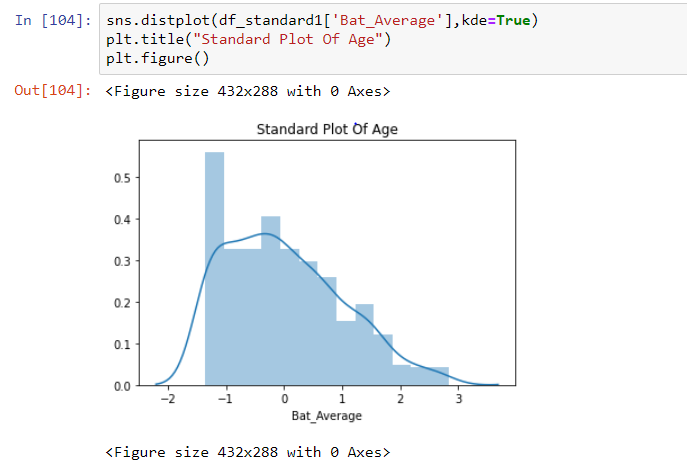 In [104]: sns.distplot(df_standard1['Bat_Average'],kde=True)
plt.title("Standard Plot Of Age")
plt.figure()
Out[104]: <Figure size 432x288 with 0 Axes>
Standard Plot Of Age
0.5
0.4
0.3
0.2
0.1
0.0
−2 −1 0 1 2 3
Bat_Average
<Figure size 432x288 with 0 Axes>